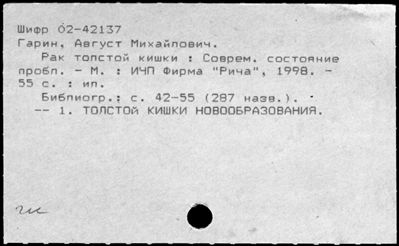 Шифр 02-42137
Гарин, Август Михайлович.
Рак толстой кишки : Соврем. состояние
пробл. - М. : ИЧП Фирма "Рича", 1998. -
55 с. : ил.
Библиогр.: с. 42-55 (287 назв.). .
-- 1. ТОЛСТОЙ КИШКИ НОВООБРАЗОВАНИЯ.